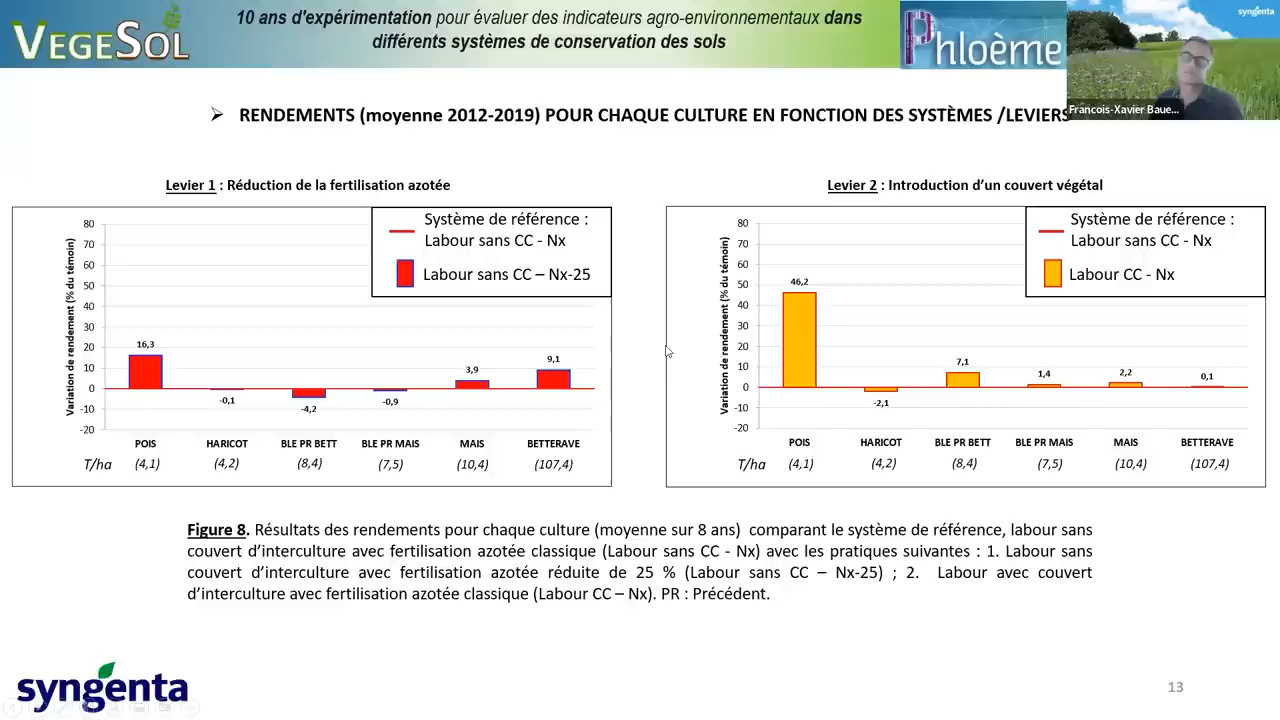 VEGESOL
10 ans d'expérimentation pour évaluer des indicateurs agro-environnementaux dans
différents systèmes de conservation des sols
Phloème
syngenta
Francois-Xavier Baue...
➢ RENDEMENTS (moyenne 2012-2019) POUR CHAQUE CULTURE EN FONCTION DES SYSTÈMES /LEVIERS
Levier 1 : Réduction de la fertilisation azotée
Système de référence :
Labour sans CC - Nx
Labour sans CC – Nx-25
Variation de rendement (% du témoin)
80
70
60
50
40
30
20
10
0
-10
-20
16,3
-0,1
-4,2
-0,9
3,9
9,1
POIS HARICOT BLE PR BETT BLE PR MAIS MAIS BETTERAVE
T/ha (4,1) (4,2) (8,4) (7,5) (10,4) (107,4)
Levier 2 : Introduction d’un couvert végétal
Système de référence :
Labour sans CC - Nx
Labour CC - Nx
Variation de rendement (% du témoin)
80
70
60
50
40
30
20
10
0
-10
-20
46,2
-2,1
7,1
1,4
2,2
0,1
POIS HARICOT BLE PR BETT BLE PR MAIS MAIS BETTERAVE
T/ha (4,1) (4,2) (8,4) (7,5) (10,4) (107,4)
Figure 8. Résultats des rendements pour chaque culture (moyenne sur 8 ans) comparant le système de référence, labour sans
couvert d’interculture avec fertilisation azotée classique (Labour sans CC - Nx) avec les pratiques suivantes : 1. Labour sans
couvert d’interculture avec fertilisation azotée réduite de 25 % (Labour sans CC – Nx-25) ; 2. Labour avec couvert
d’interculture avec fertilisation azotée classique (Labour CC – Nx). PR : Précédent.
syngenta
13